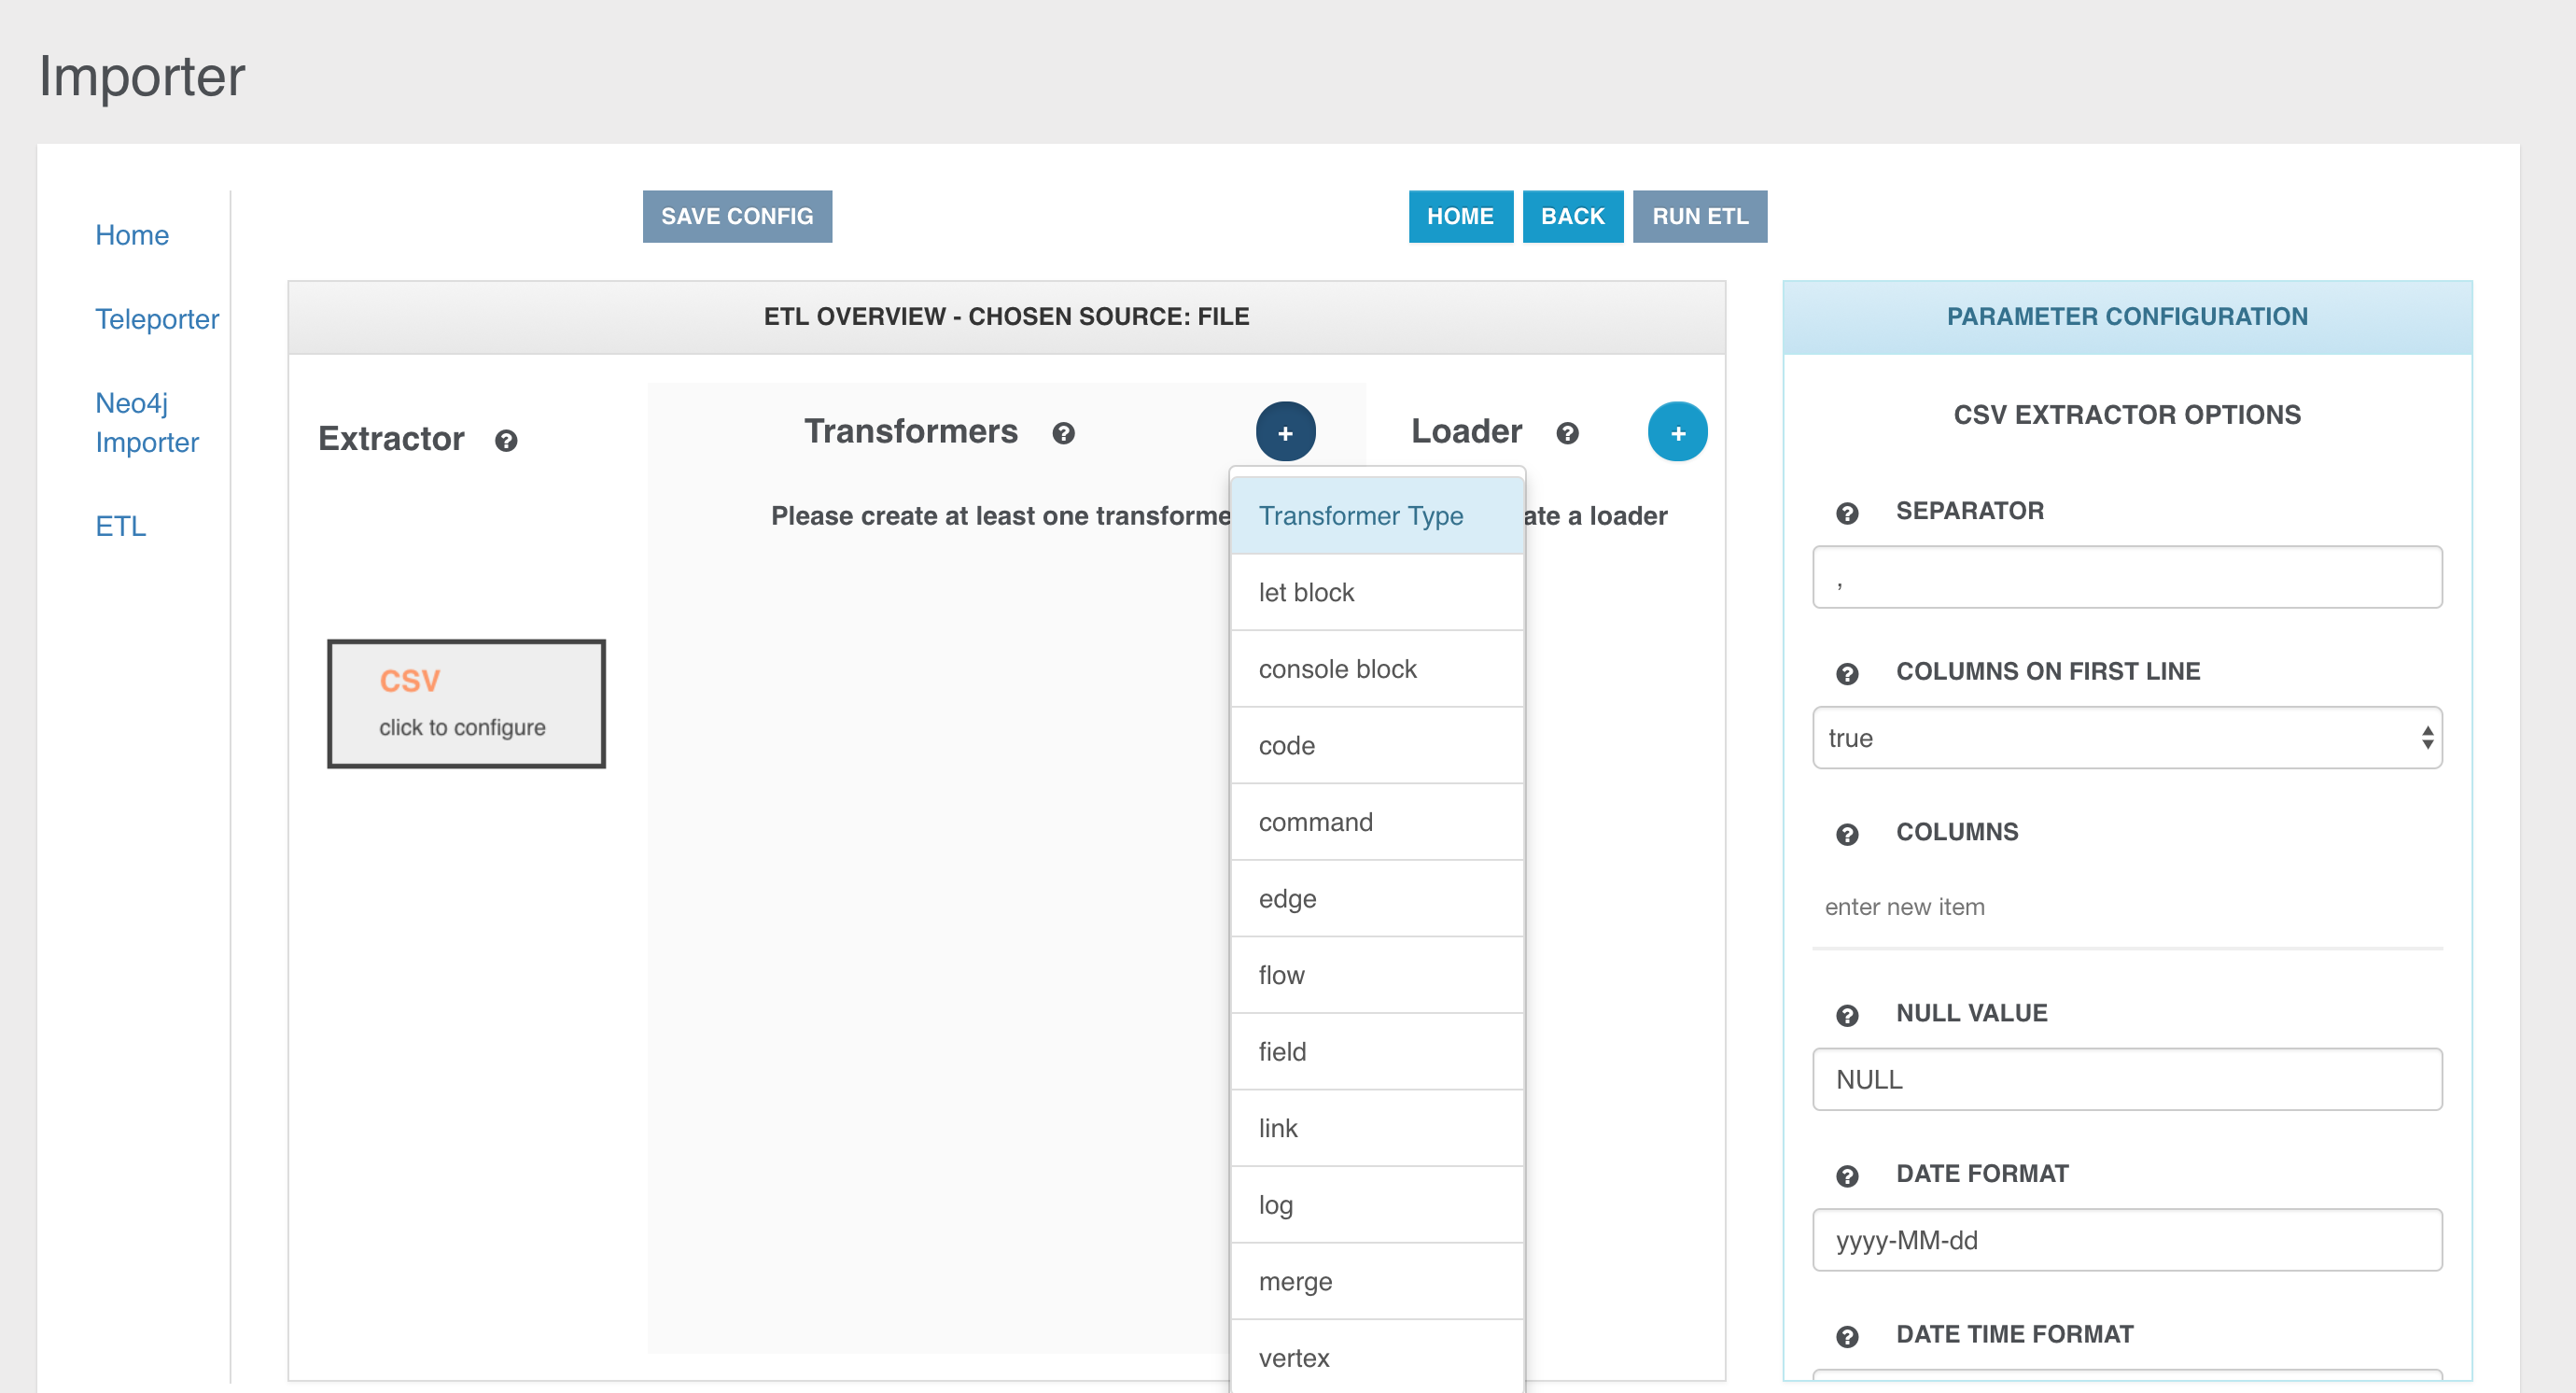 Importer
Home
Teleporter
Neo4j
Importer
ETL
SAVE CONFIG
HOME
BACK
RUN ETL
ETL OVERVIEW - CHOSEN SOURCE: FILE
Extractor
Transformers
+
Loader
+
Please create at least one transforme
ate a loader
CSV
click to configure
Transformer Type
let block
console block
code
command
edge
flow
field
link
log
merge
vertex
PARAMETER CONFIGURATION
CSV EXTRACTOR OPTIONS
SEPARATOR
,
COLUMNS ON FIRST LINE
true
COLUMNS
enter new item
NULL VALUE
NULL
DATE FORMAT
yyyy-MM-dd
DATE TIME FORMAT